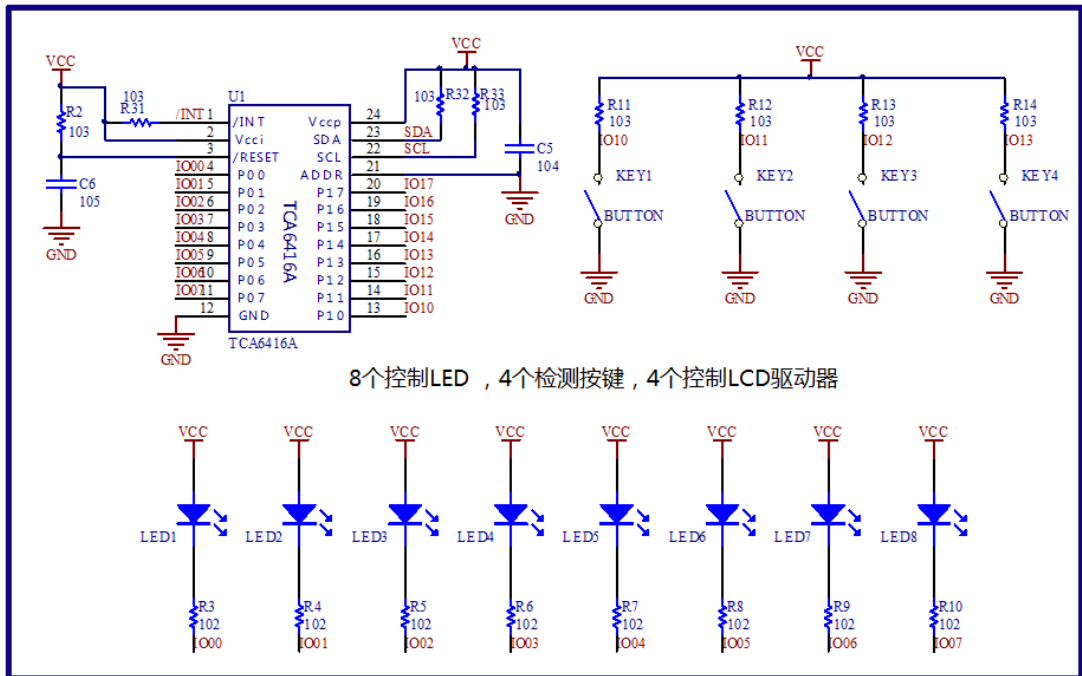 VCC
R2
103
103
R31
/INT 1
2
3
C6
105
GND
U1
/INT
Vcci
/RESET
P00
P01
P02
P03
P04
P05
P06
P07
GND
IO00 4
IO01 5
IO02 6
IO03 7
IO04 8
IO05 9
IO06 10
IO07 11
12
GND
TCA6416A
TCA6416A
Vccp
SDA
SCL
ADDR
P17
P16
P15
P14
P13
P12
P11
P10
24
23
22
21
20
19
18
17
16
15
14
13
SDA
SCL
IO17
IO16
IO15
IO14
IO13
IO12
IO11
IO10
VCC
103
R32
R33
103
C5
104
GND
VCC
R11
103
IO10
KEY1
BUTTON
GND
R12
103
IO11
KEY2
BUTTON
GND
R13
103
IO12
KEY3
BUTTON
GND
R14
103
IO13
KEY4
BUTTON
GND
8个控制LED ，4个检测按键，4个控制LCD驱动器
VCC
LED1
R3
102
IO00
VCC
LED2
R4
102
IO01
VCC
LED3
R5
102
IO02
VCC
LED4
R6
102
IO03
VCC
LED5
R7
102
IO04
VCC
LED6
R8
102
IO05
VCC
LED7
R9
102
IO06
VCC
LED8
R10
102
IO07